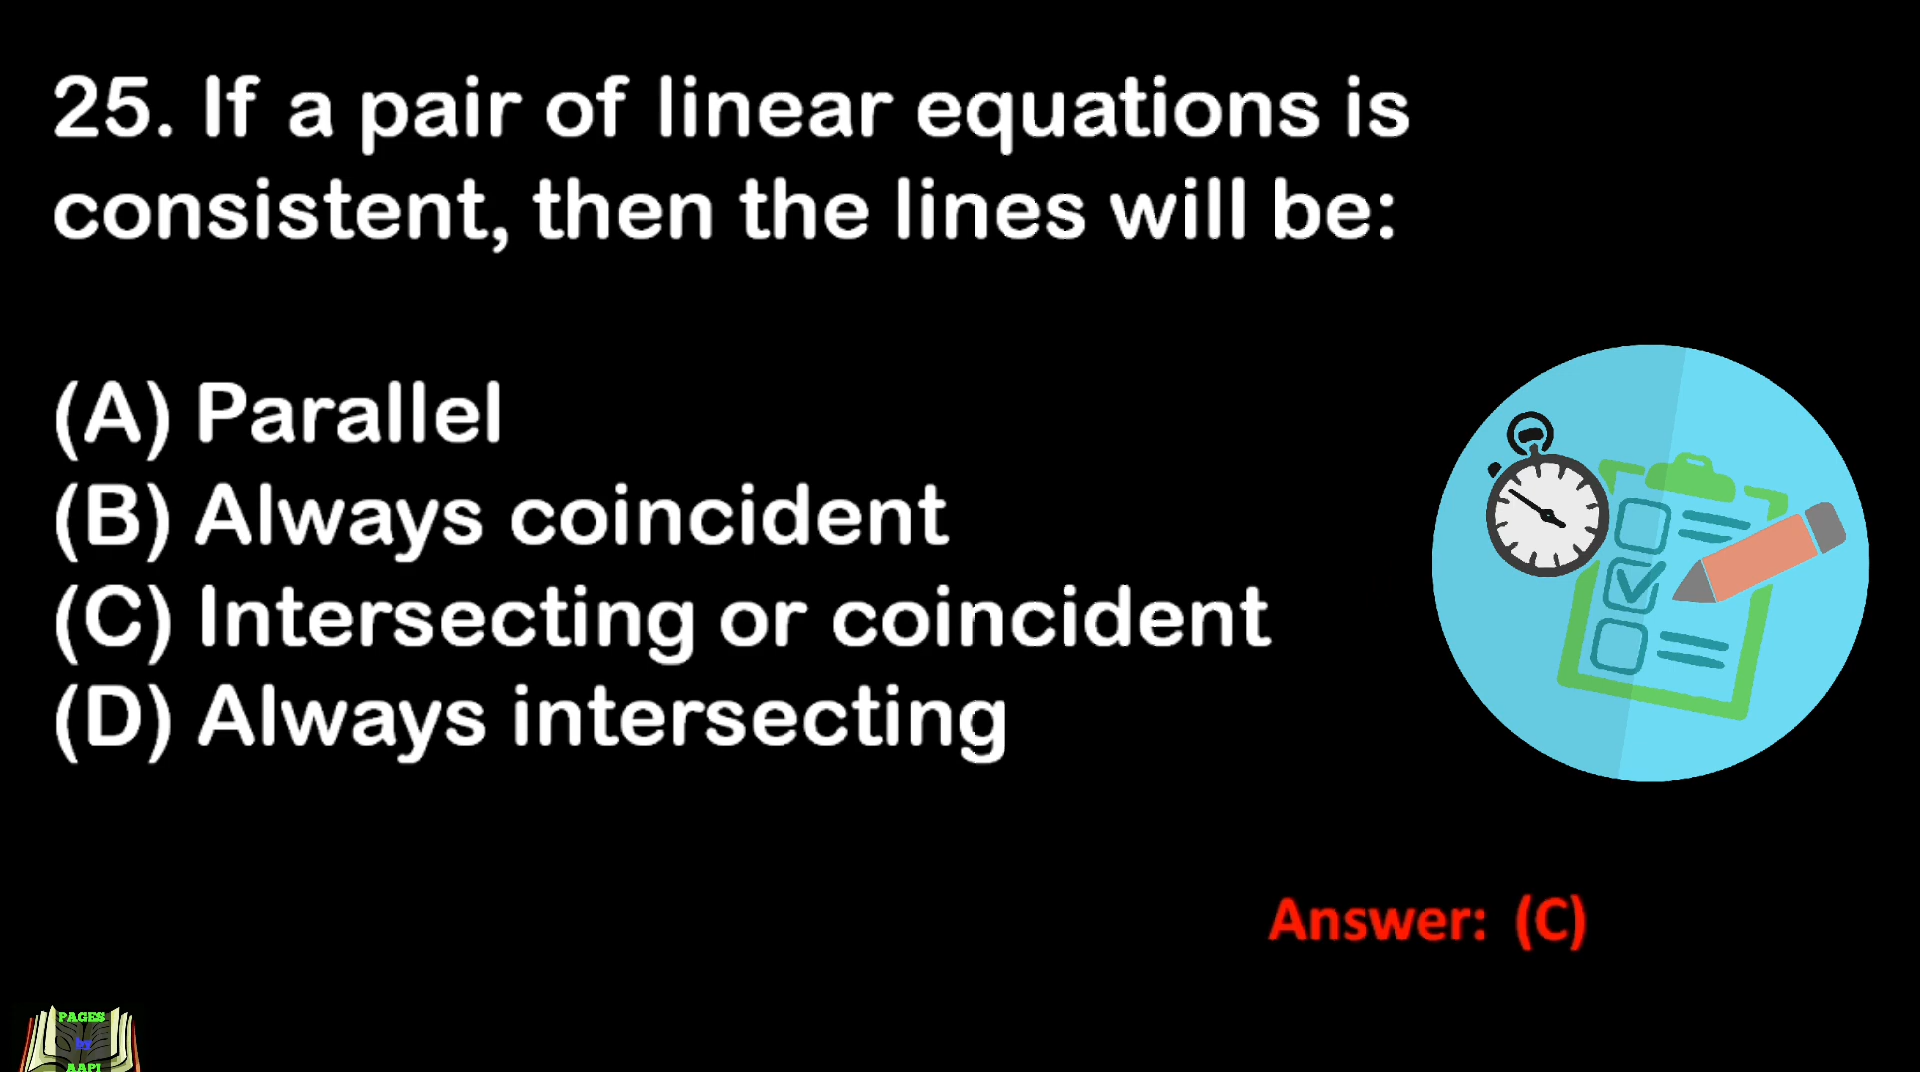 25. If a pair of linear equations is
consistent, then the lines will be:
(A) Parallel
(B) Always coincident
(C) Intersecting or coincident
(D) Always intersecting
Answer: (C)
PAGES
by
AAPI